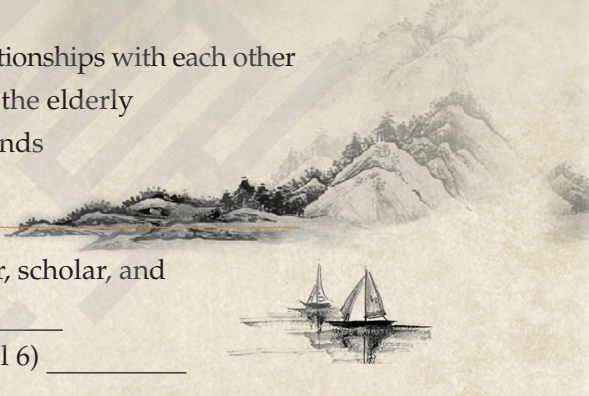 tionships with each other
the elderly
nds
r, scholar, and
l 6)